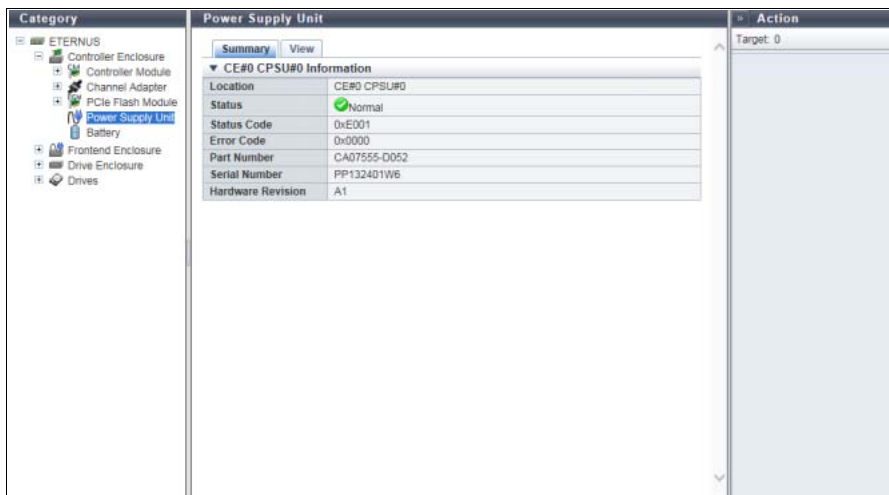 Category
ETERNUS
Controller Enclosure
Controller Module
Channel Adapter
PCIe Flash Module
Power Supply Unit
Battery
Frontend Enclosure
Drive Enclosure
Drives
Power Supply Unit
Summary View
▼ CE#0 CPSU#0 Information
Location CE#0 CPSU#0
Status Normal
Status Code 0xE001
Error Code 0x0000
Part Number CA07555-D052
Serial Number PP132401W6
Hardware Revision A1
» Action
Target: 0